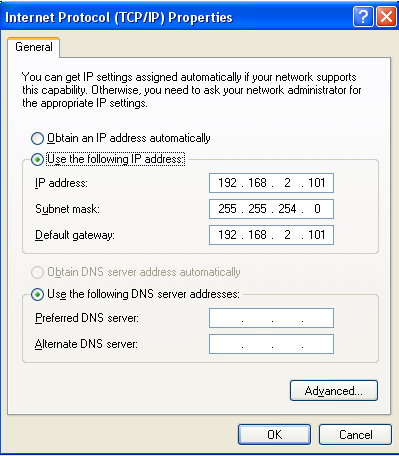 Internet Protocol (TCP/IP) Properties
General
You can get IP settings assigned automatically if your network supports
this capability. Otherwise, you need to ask your network administrator for
the appropriate IP settings.
Obtain an IP address automatically
Use the following IP address:
IP address: 192 . 168 . 2 . 101
Subnet mask: 255 . 255 . 254 . 0
Default gateway: 192 . 168 . 2 . 101
Obtain DNS server address automatically
Use the following DNS server addresses:
Preferred DNS server: . . .
Alternate DNS server: . . .
Advanced...
OK Cancel